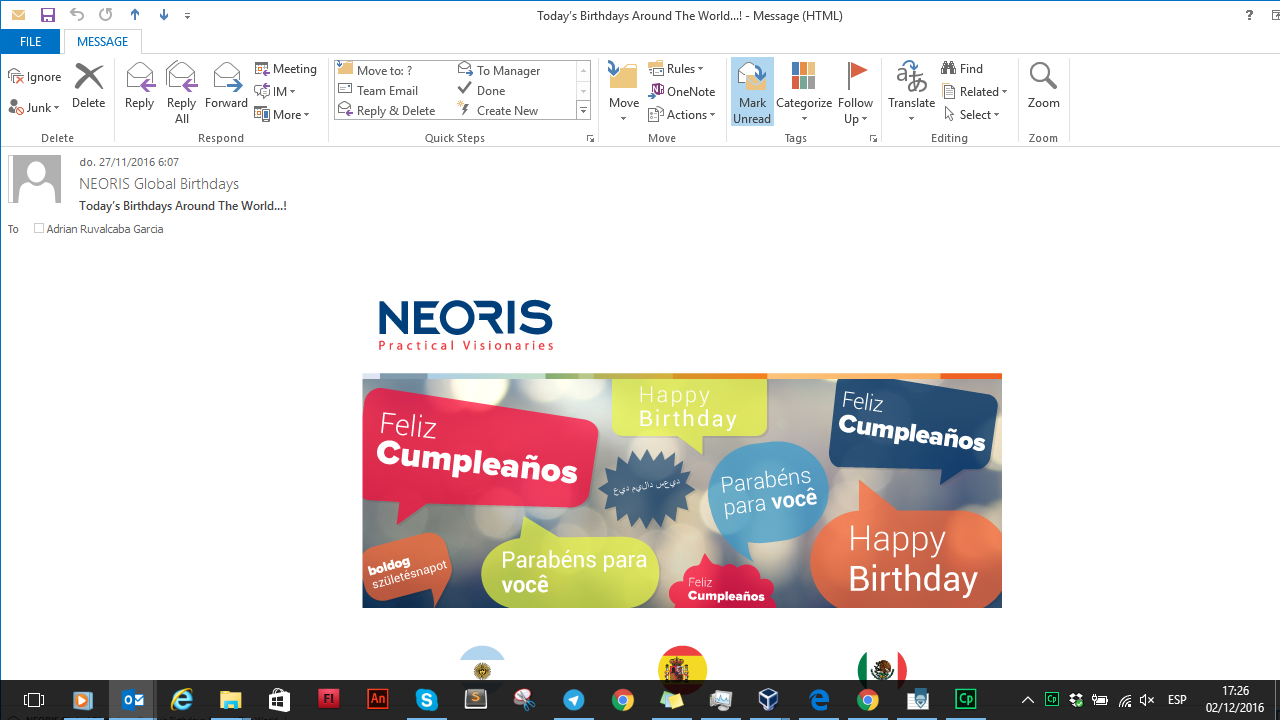 Today's Birthdays Around The World...! - Message (HTML)
?
FILE
MESSAGE
Ignore
Junk
Delete
Delete
Reply
Reply All
Forward
Meeting
IM
More
Respond
Move to: ?
Team Email
Reply & Delete
To Manager
Done
Create New
Quick Steps
Move
Rules
OneNote
Actions
Move
Mark Unread
Categorize
Follow Up
Tags
Translate
Find
Related
Select
Editing
Zoom
Zoom
do. 27/11/2016 6:07
NEORIS Global Birthdays
Today's Birthdays Around The World...!
To
Adrian Ruvalcaba Garcia
NEORIS
Practical Visionaries
Feliz
Cumpleaños
Happy
Birthday
Feliz
Cumpleaños
Parabéns
para você
boldog
születésnapot
Parabéns para
você
Feliz
Cumpleaños
Happy
Birthday
ESP
17:26
02/12/2016